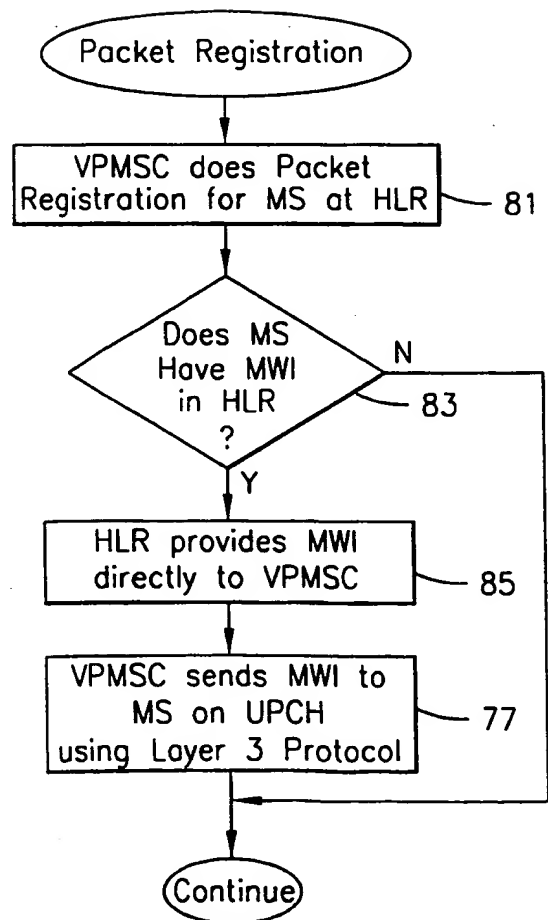 Packet Registration
VPMSC does Packet
Registration for MS at HLR
81
Does MS
Have MWI
in HLR
?
N
83
Y
HLR provides MWI
directly to VPMSC
85
VPMSC sends MWI to
MS on UPCH
using Layer 3 Protocol
77
Continue